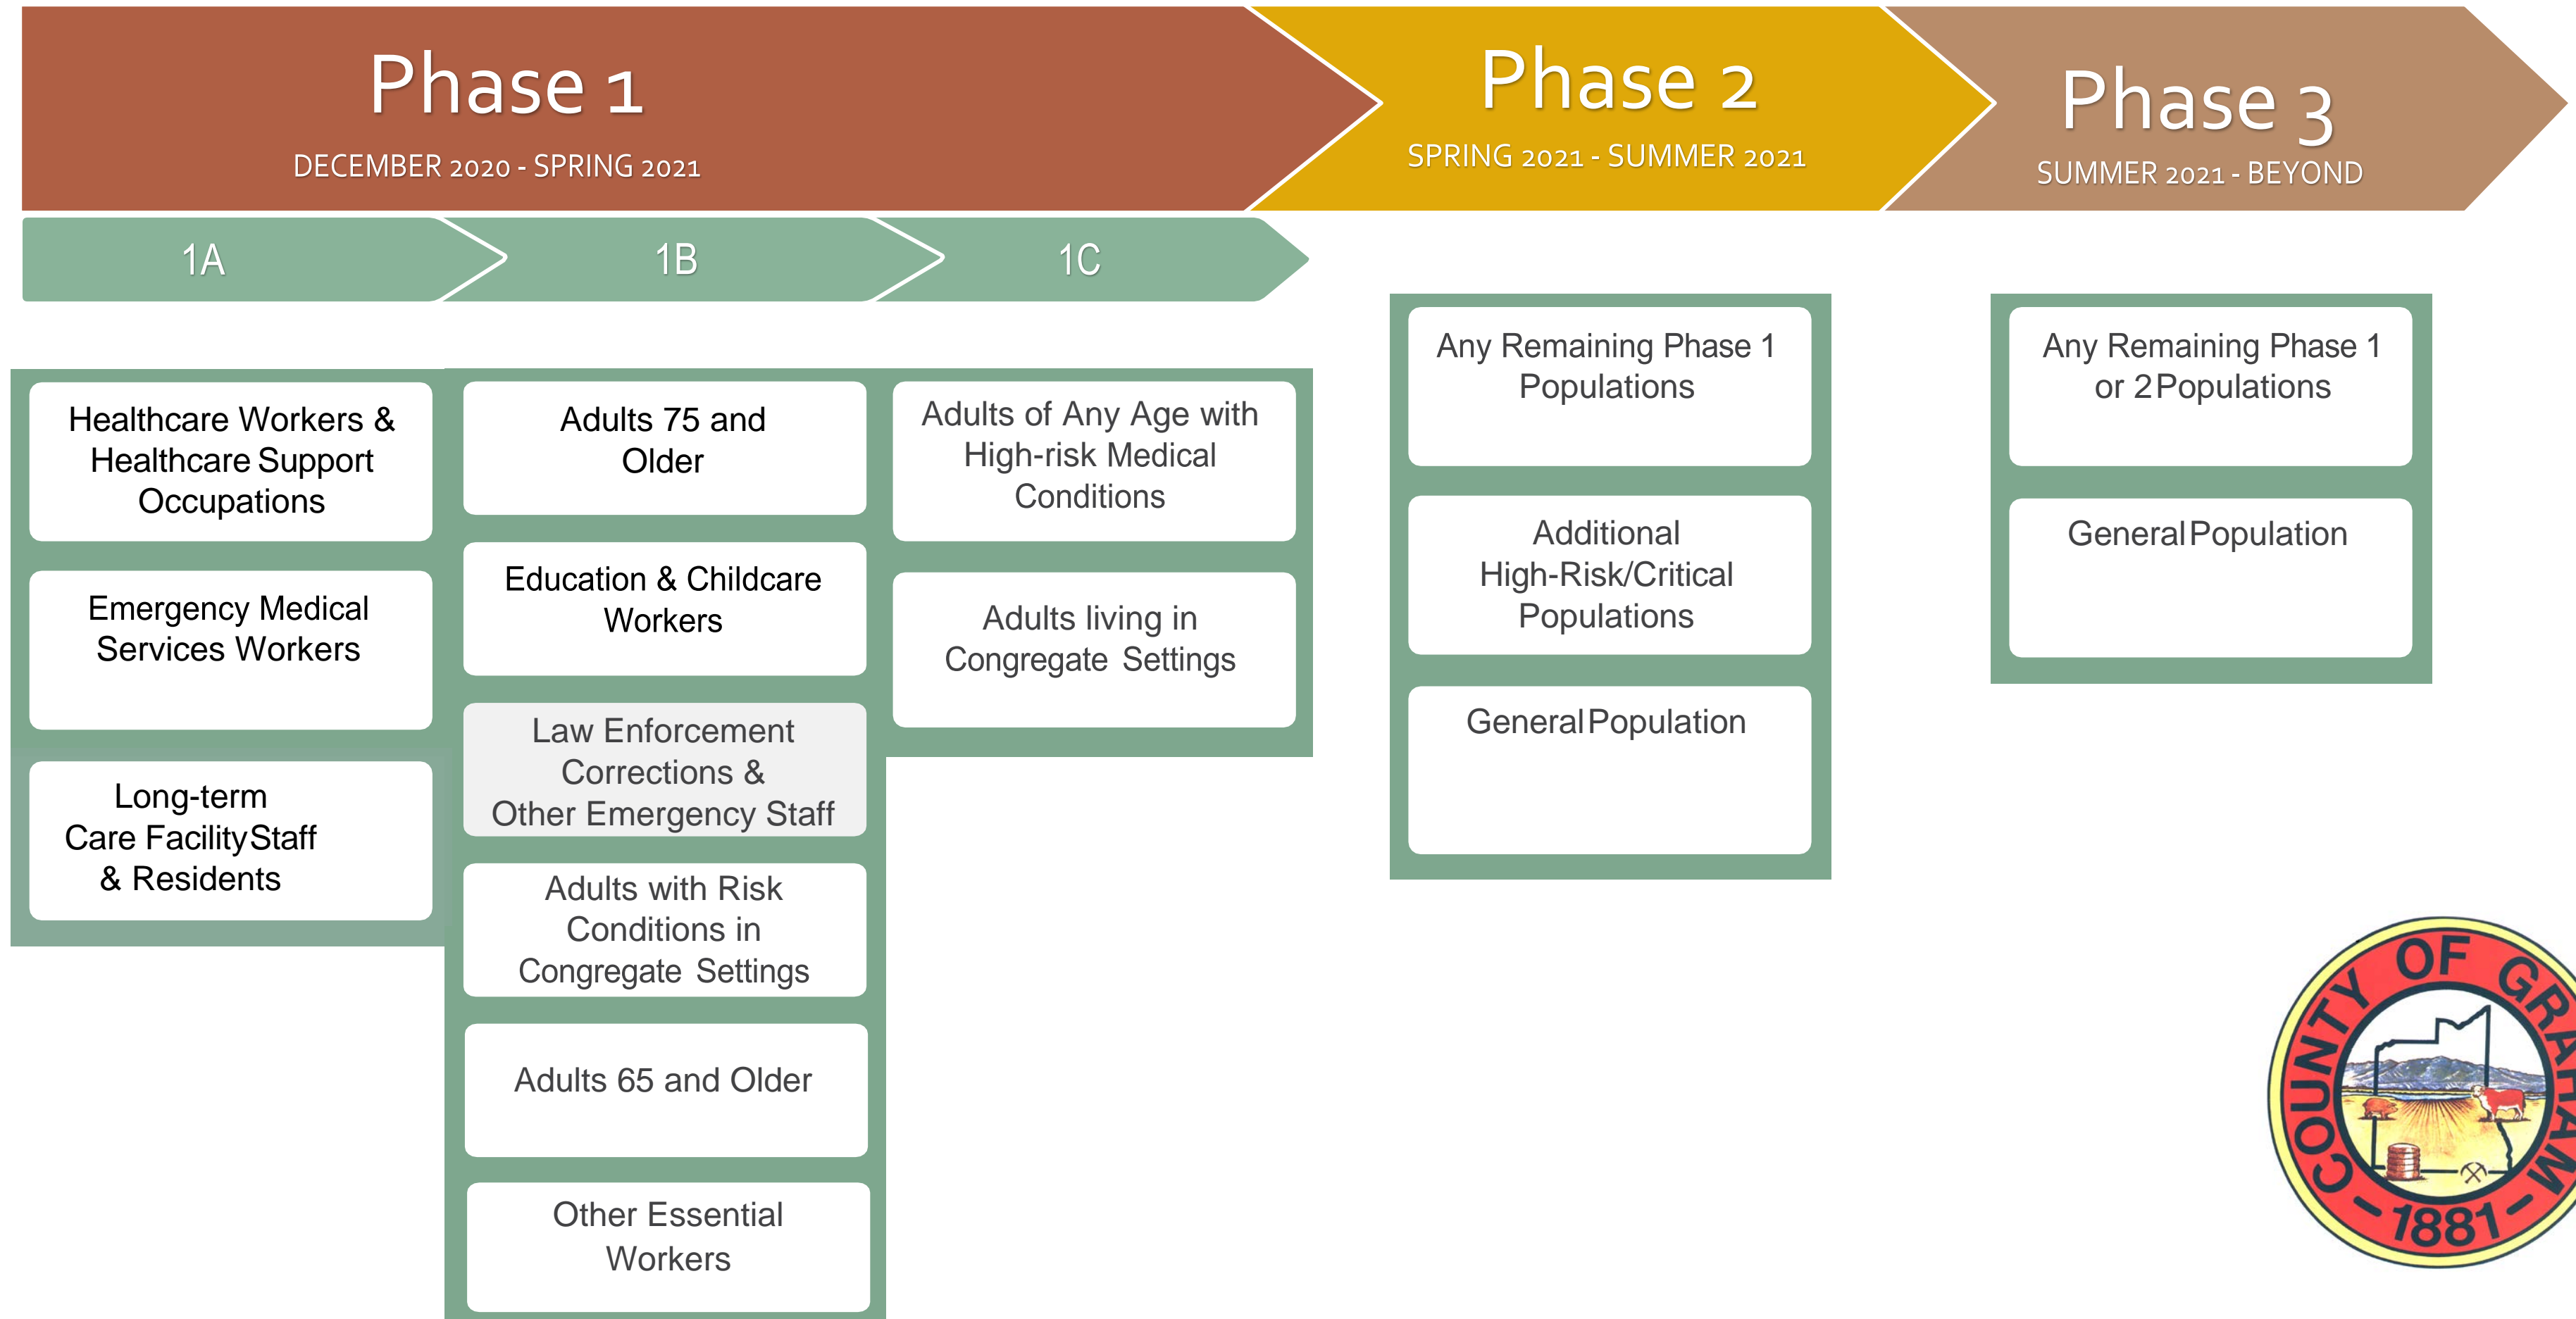 Phase 1
DECEMBER 2020 - SPRING 2021
Phase 2
SPRING 2021 - SUMMER 2021
Phase 3
SUMMER 2021 - BEYOND
1A
1B
1C
Healthcare Workers &
Healthcare Support
Occupations
Emergency Medical
Services Workers
Long-term
Care Facility Staff
& Residents
Adults 75 and
Older
Education & Childcare
Workers
Law Enforcement
Corrections &
Other Emergency Staff
Adults with Risk
Conditions in
Congregate Settings
Adults 65 and Older
Other Essential
Workers
Adults of Any Age with
High-risk Medical
Conditions
Adults living in
Congregate Settings
Any Remaining Phase 1
Populations
Additional
High-Risk/Critical
Populations
General Population
Any Remaining Phase 1
or 2 Populations
General Population
COUNTY OF GRAHAM
- 1881 -